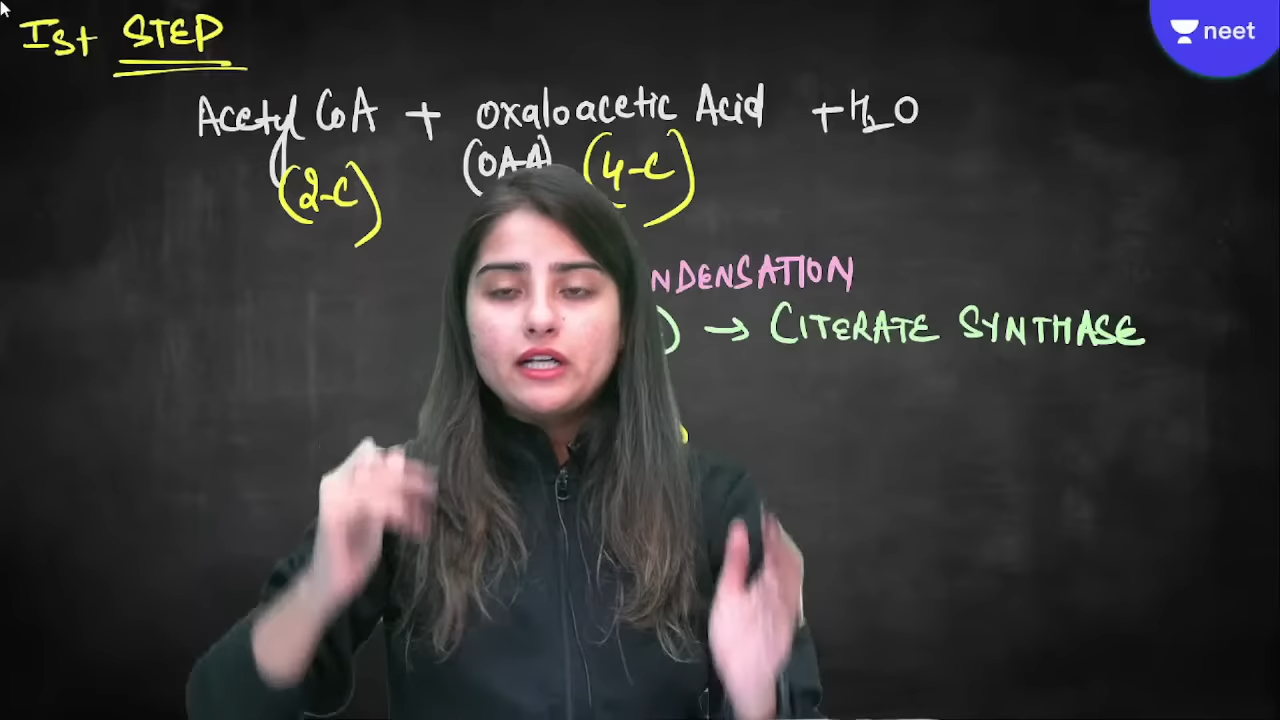 Ist STEP
neet
Acetyl CoA + oxaloacetic Acid + H2O
(2-C) (OAA) (4-C)
NDENSATION
) → CITERATE SYNTHASE